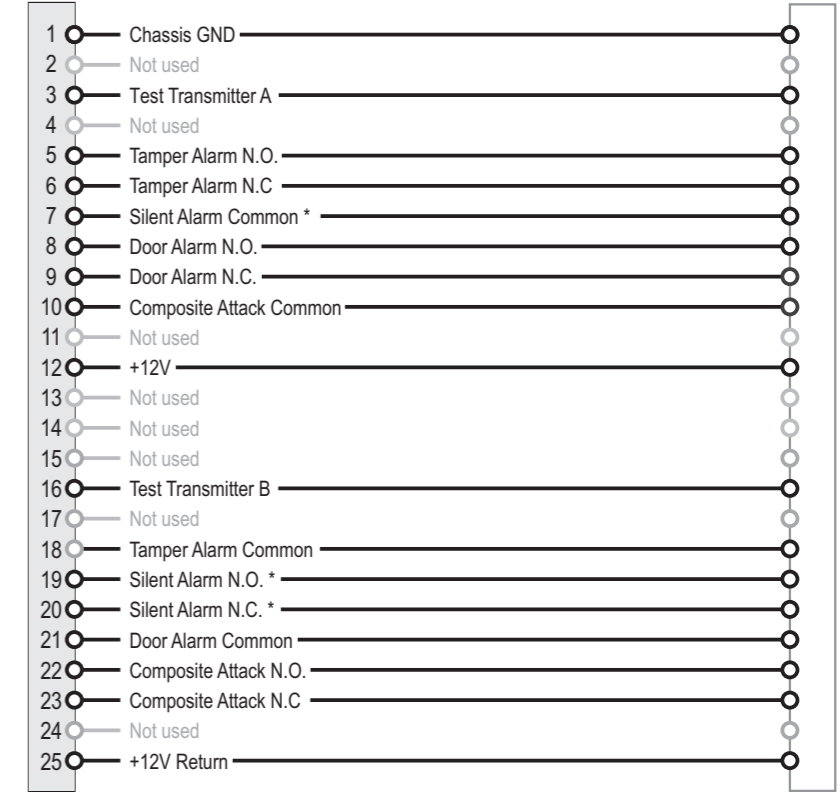 1 Chassis GND
2 Not used
3 Test Transmitter A
4 Not used
5 Tamper Alarm N.O.
6 Tamper Alarm N.C
7 Silent Alarm Common *
8 Door Alarm N.O.
9 Door Alarm N.C.
10 Composite Attack Common
11 Not used
12 +12V
13 Not used
14 Not used
15 Not used
16 Test Transmitter B
17 Not used
18 Tamper Alarm Common
19 Silent Alarm N.O. *
20 Silent Alarm N.C. *
21 Door Alarm Common
22 Composite Attack N.O.
23 Composite Attack N.C
24 Not used
25 +12V Return